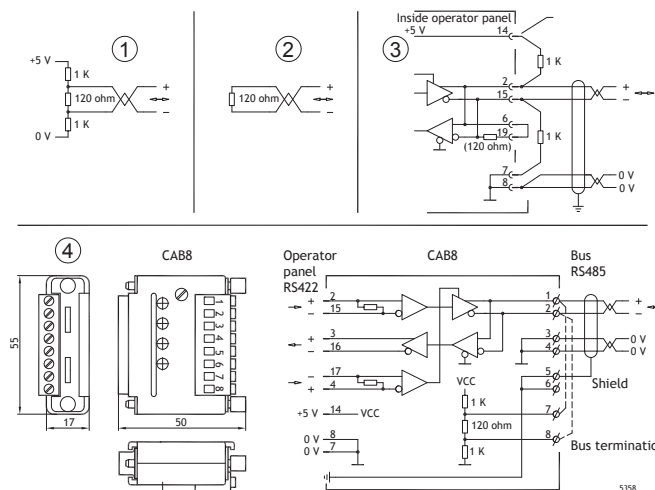 1
+5 V
1 K
120 ohm
1 K
0 V
+
−
2
120 ohm
+
−
3
Inside operator panel
+5 V
14
1 K
2
15
+
−
6
19
(120 ohm)
1 K
7
8
0 V
0 V
4
CAB8
55
17
50
1
2
3
4
5
6
7
8
Operator
panel
RS422
CAB8
Bus
RS485
+ 2
− 15
+ 3
− 16
− 17
+ 4
+5 V 14 VCC
0 V 8
0 V 7
VCC
1 K
120 ohm
1 K
1 +
2 −
3 0 V
4 0 V
5
6
Shield
7
8
Bus terminatio
5358